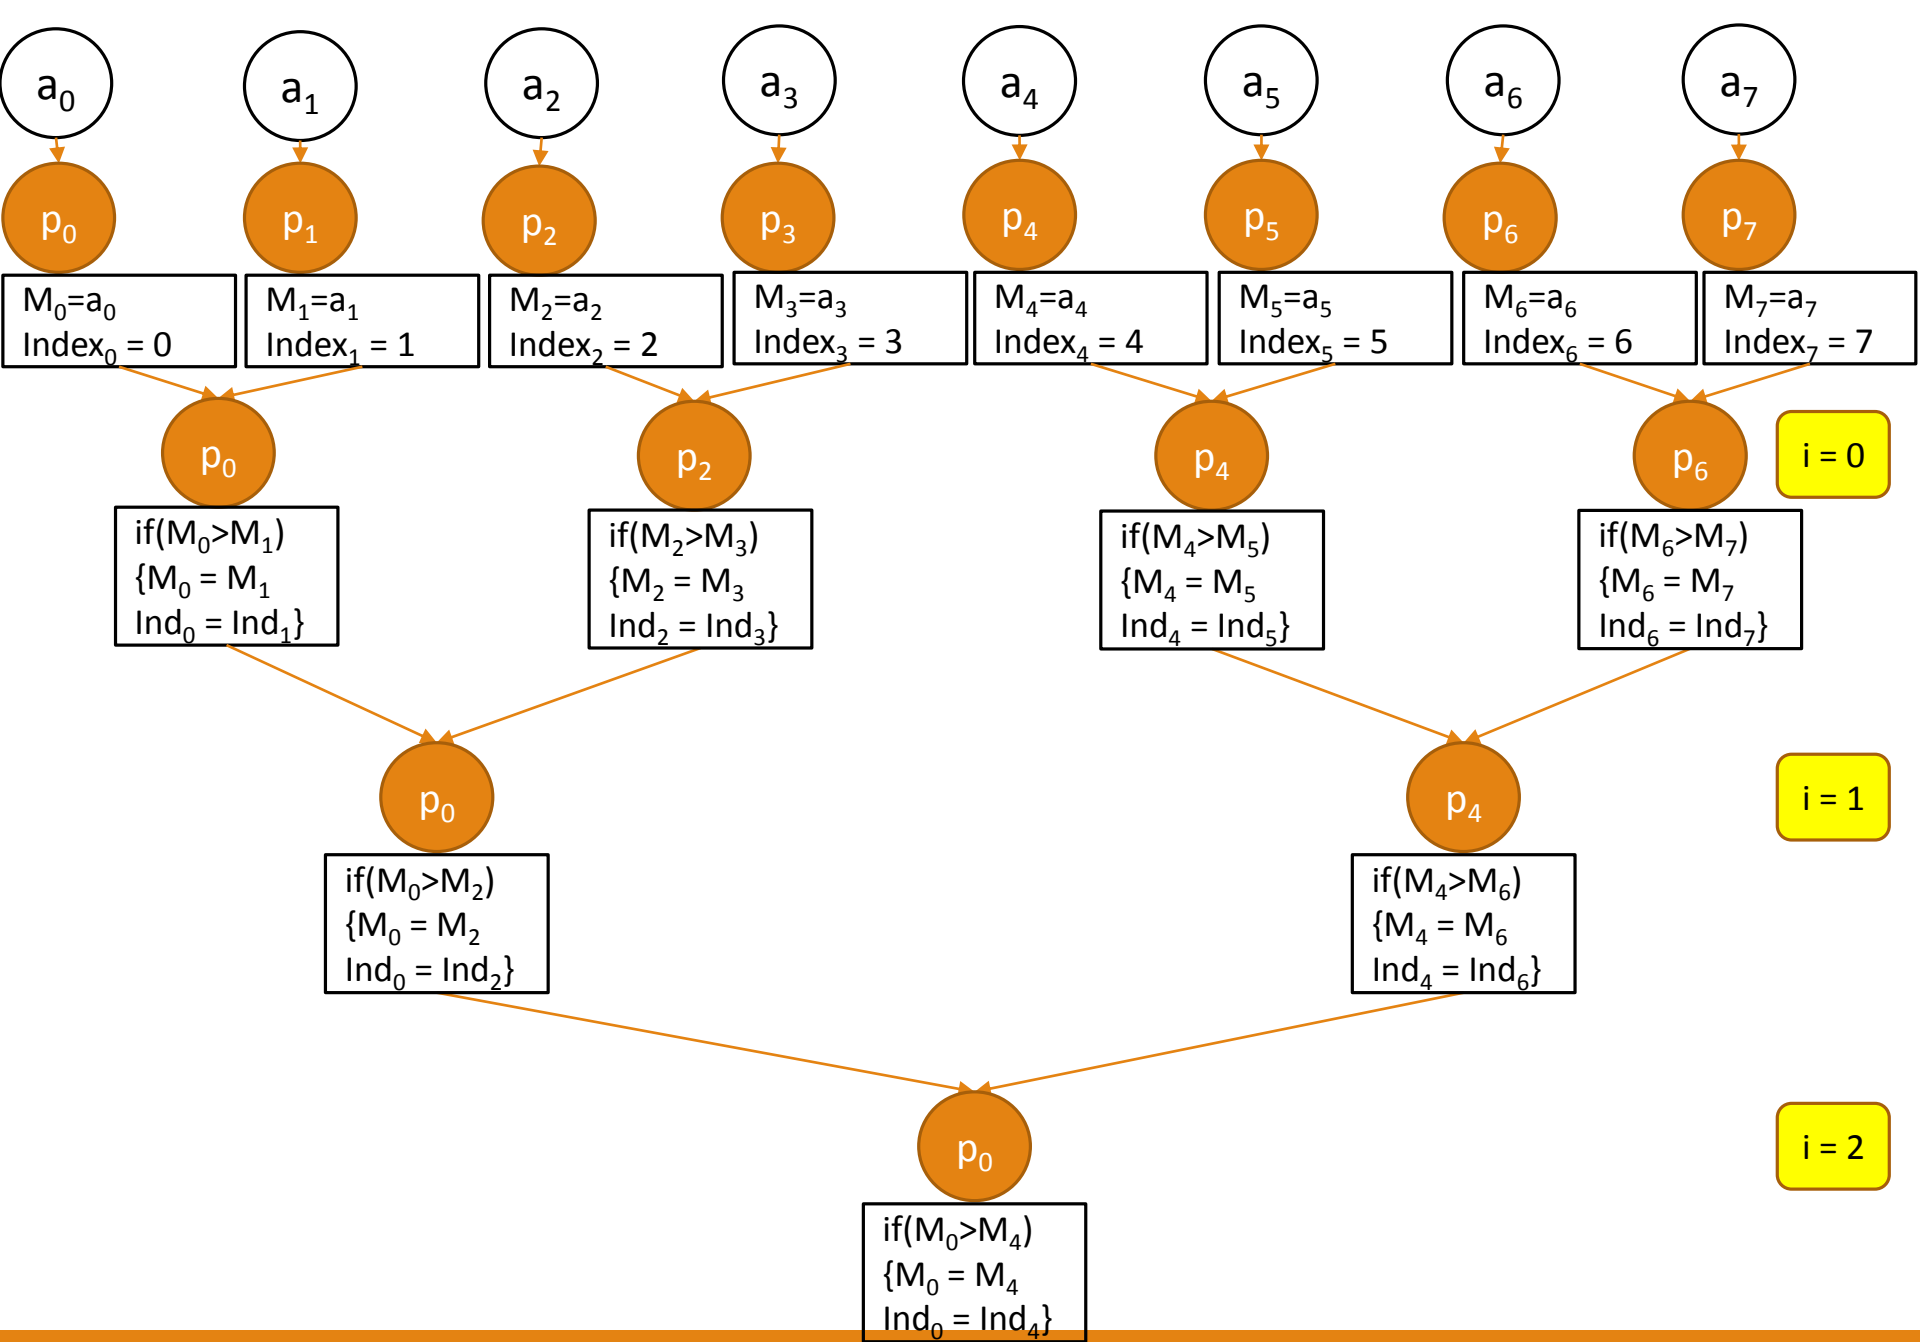 a₀ a₁ a₂ a₃ a₄ a₅ a₆ a₇
p₀ p₁ p₂ p₃ p₄ p₅ p₆ p₇
M₀=a₀
Index₀ = 0
M₁=a₁
Index₁ = 1
M₂=a₂
Index₂ = 2
M₃=a₃
Index₃ = 3
M₄=a₄
Index₄ = 4
M₅=a₅
Index₅ = 5
M₆=a₆
Index₆ = 6
M₇=a₇
Index₇ = 7
p₀ p₂ p₄ p₆
i = 0
if(M₀>M₁)
{M₀ = M₁
Ind₀ = Ind₁}
if(M₂>M₃)
{M₂ = M₃
Ind₂ = Ind₃}
if(M₄>M₅)
{M₄ = M₅
Ind₄ = Ind₅}
if(M₆>M₇)
{M₆ = M₇
Ind₆ = Ind₇}
p₀ p₄
i = 1
if(M₀>M₂)
{M₀ = M₂
Ind₀ = Ind₂}
if(M₄>M₆)
{M₄ = M₆
Ind₄ = Ind₆}
p₀
i = 2
if(M₀>M₄)
{M₀ = M₄
Ind₀ = Ind₄}